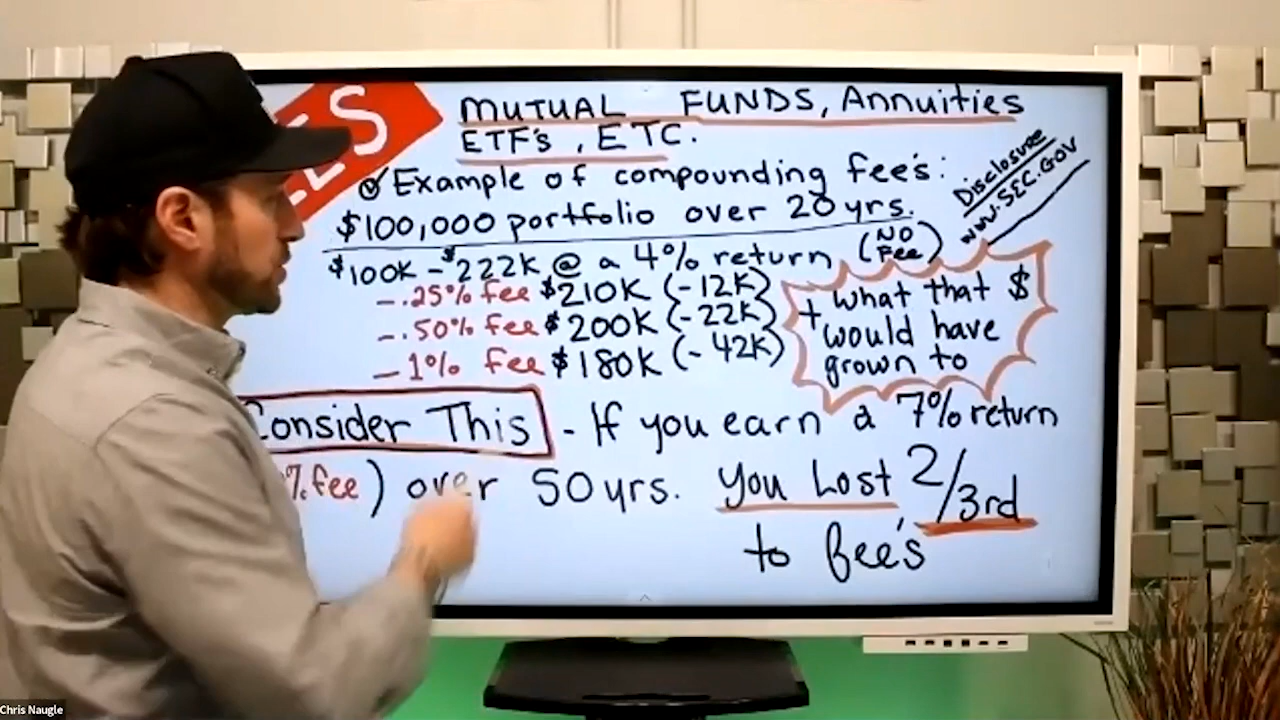 MUTUAL FUNDS, Annuities
ETF's, ETC.
Example of compounding fee's:
$100,000 portfolio over 20 yrs.
$100K - $222K @ a 4% return (NO Fee)
-.25% fee $210K (-12K)
-.50% fee $200K (-22K)
-1% fee $180K (-42K)
Disclosure
www.SEC.GOV
+ what that $
would have
grown to
Consider This - If you earn a 7% return
% fee) over 50 yrs. you Lost 2/3rd
to fee's
Chris Naugle